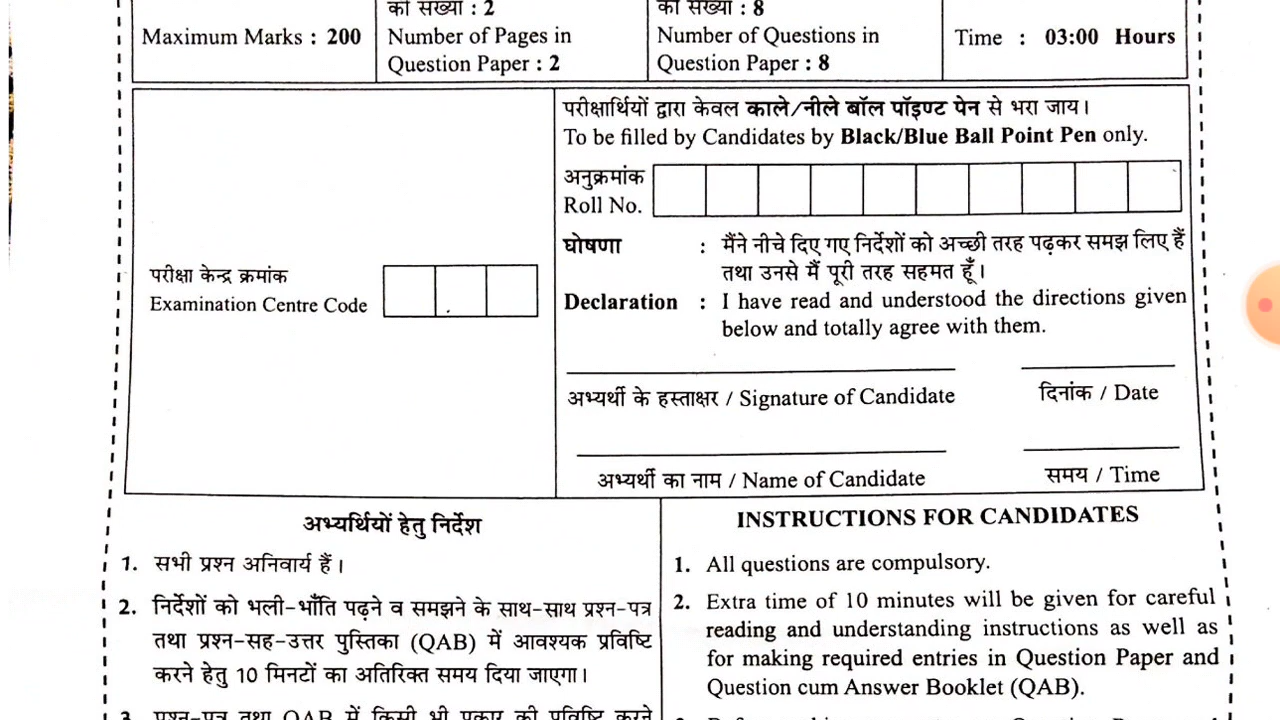 Maximum Marks : 200
की संख्या : 2
Number of Pages in
Question Paper : 2
की संख्या : 8
Number of Questions in
Question Paper : 8
Time : 03:00 Hours
परीक्षा केन्द्र क्रमांक
Examination Centre Code
परीक्षार्थियों द्वारा केवल काले/नीले बॉल पॉइण्ट पेन से भरा जाय।
To be filled by Candidates by Black/Blue Ball Point Pen only.
अनुक्रमांक
Roll No.
घोषणा : मैंने नीचे दिए गए निर्देशों को अच्छी तरह पढ़कर समझ लिए हैं
तथा उनसे मैं पूरी तरह सहमत हूँ।
Declaration : I have read and understood the directions given
below and totally agree with them.
अभ्यर्थी के हस्ताक्षर / Signature of Candidate
दिनांक / Date
अभ्यर्थी का नाम / Name of Candidate
समय / Time
अभ्यर्थियों हेतु निर्देश
1. सभी प्रश्न अनिवार्य हैं।
2. निर्देशों को भली-भाँति पढ़ने व समझने के साथ-साथ प्रश्न-पत्र
तथा प्रश्न-सह-उत्तर पुस्तिका (QAB) में आवश्यक प्रविष्टि
करने हेतु 10 मिनटों का अतिरिक्त समय दिया जाएगा।
3. प्रश्न-पत्र तथा QAB में किसी भी प्रकार की प्रविष्टि करने
INSTRUCTIONS FOR CANDIDATES
1. All questions are compulsory.
2. Extra time of 10 minutes will be given for careful
reading and understanding instructions as well as
for making required entries in Question Paper and
Question cum Answer Booklet (QAB).